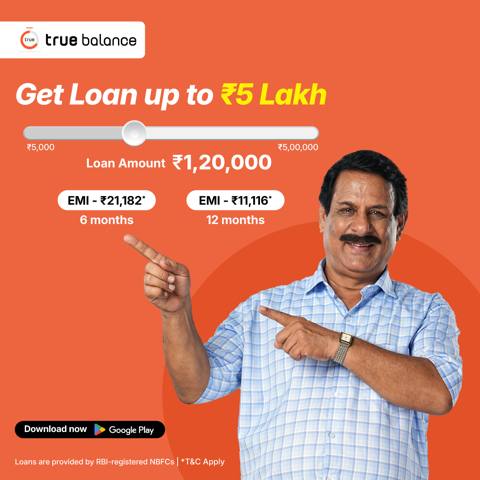 true
true balance
Get Loan up to ₹5 Lakh
₹5,000 ₹5,00,000
Loan Amount ₹1,20,000
EMI - ₹21,182* EMI - ₹11,116*
6 months 12 months
Download now Google Play
Loans are provided by RBI-registered NBFCs | *T&C Apply